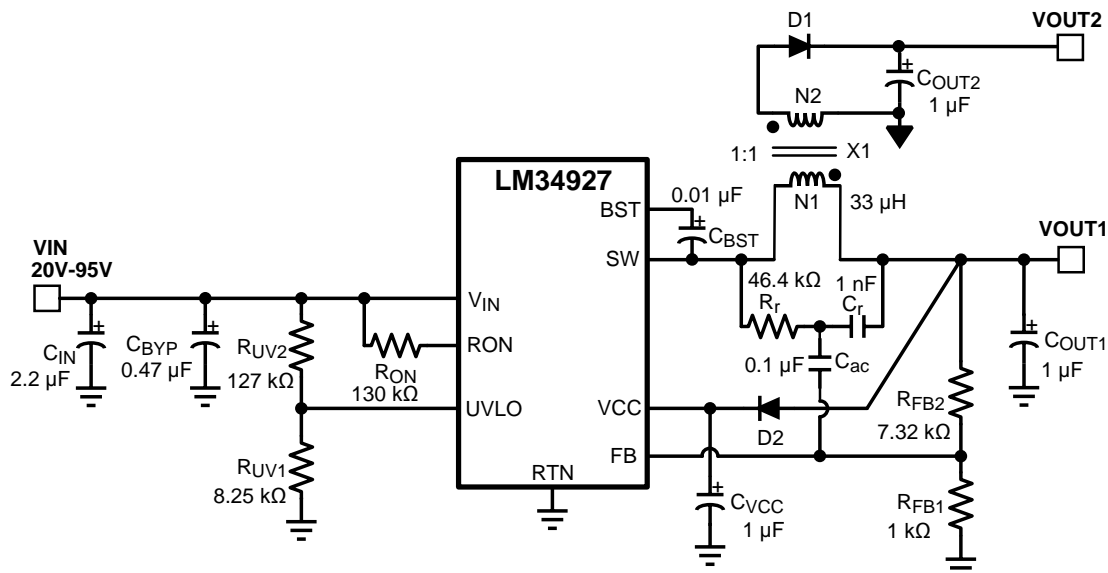 D1
VOUT2
+
COUT2
1 µF
N2
1:1
X1
LM34927
0.01 µF
N1
33 µH
BST
+
CBST
VOUT1
VIN
20V-95V
SW
46.4 kΩ
1 nF
Rr
Cr
VIN
+
CIN
2.2 µF
+
CBYP
0.47 µF
RUV2
127 kΩ
RON
RON
130 kΩ
0.1 µF
Cac
+
COUT1
1 µF
UVLO
VCC
D2
RFB2
7.32 kΩ
FB
RUV1
8.25 kΩ
RTN
+
CVCC
1 µF
RFB1
1 kΩ